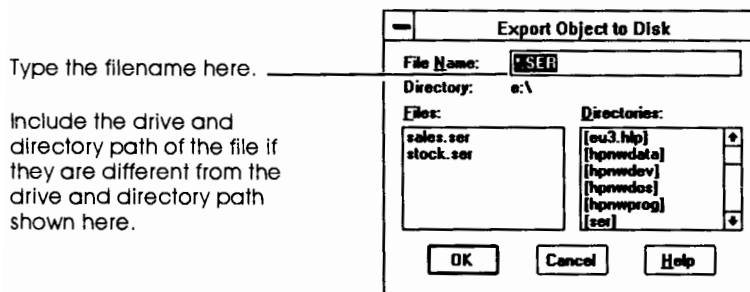 Export Object to Disk
Type the filename here.
File Name: *.SER
Directory: e:\
Include the drive and
directory path of the file if
they are different from the
drive and directory path
shown here.
Files:
sales.ser
stock.ser
Directories:
[eu3.hlp]
[hpnwdata]
[hpnwdev]
[hpnwdos]
[hpnwprog]
[ser]
OK Cancel Help